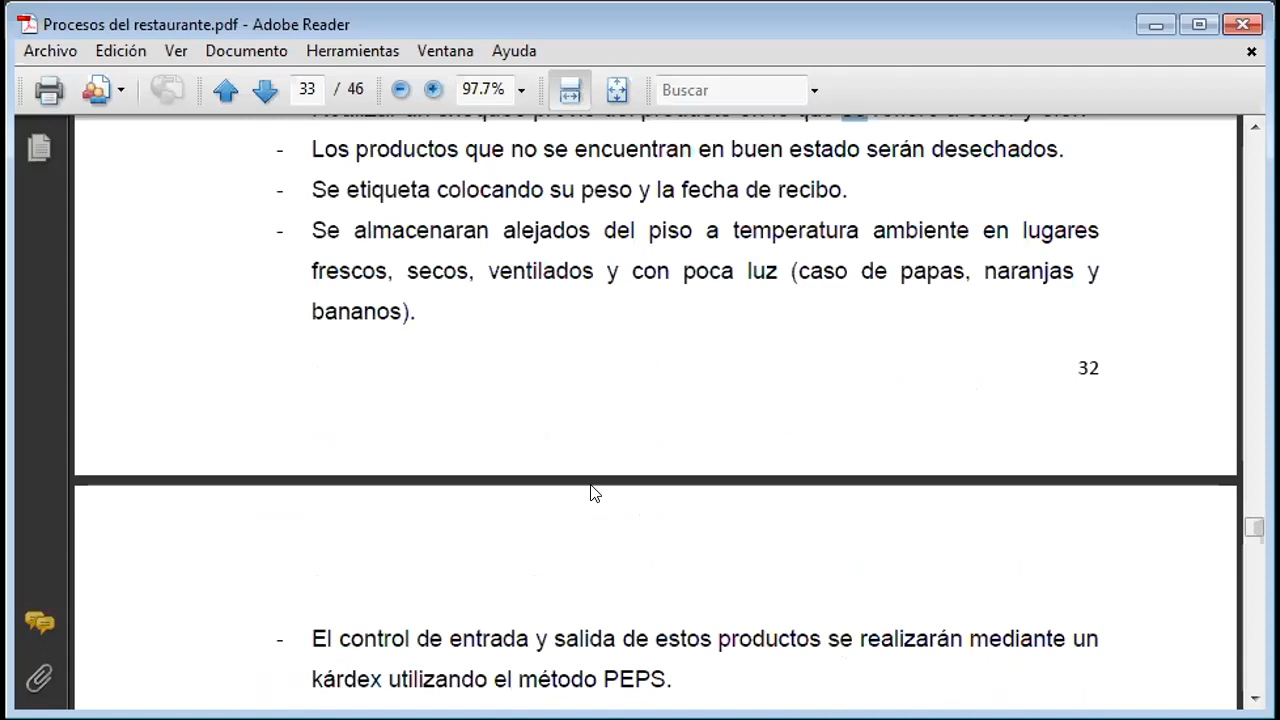 Procesos del restaurante.pdf - Adobe Reader
Archivo Edición Ver Documento Herramientas Ventana Ayuda
33 / 46 97.7% Buscar
- Los productos que no se encuentran en buen estado serán desechados.
- Se etiqueta colocando su peso y la fecha de recibo.
- Se almacenaran alejados del piso a temperatura ambiente en lugares
frescos, secos, ventilados y con poca luz (caso de papas, naranjas y
bananos).
32
- El control de entrada y salida de estos productos se realizarán mediante un
kárdex utilizando el método PEPS.